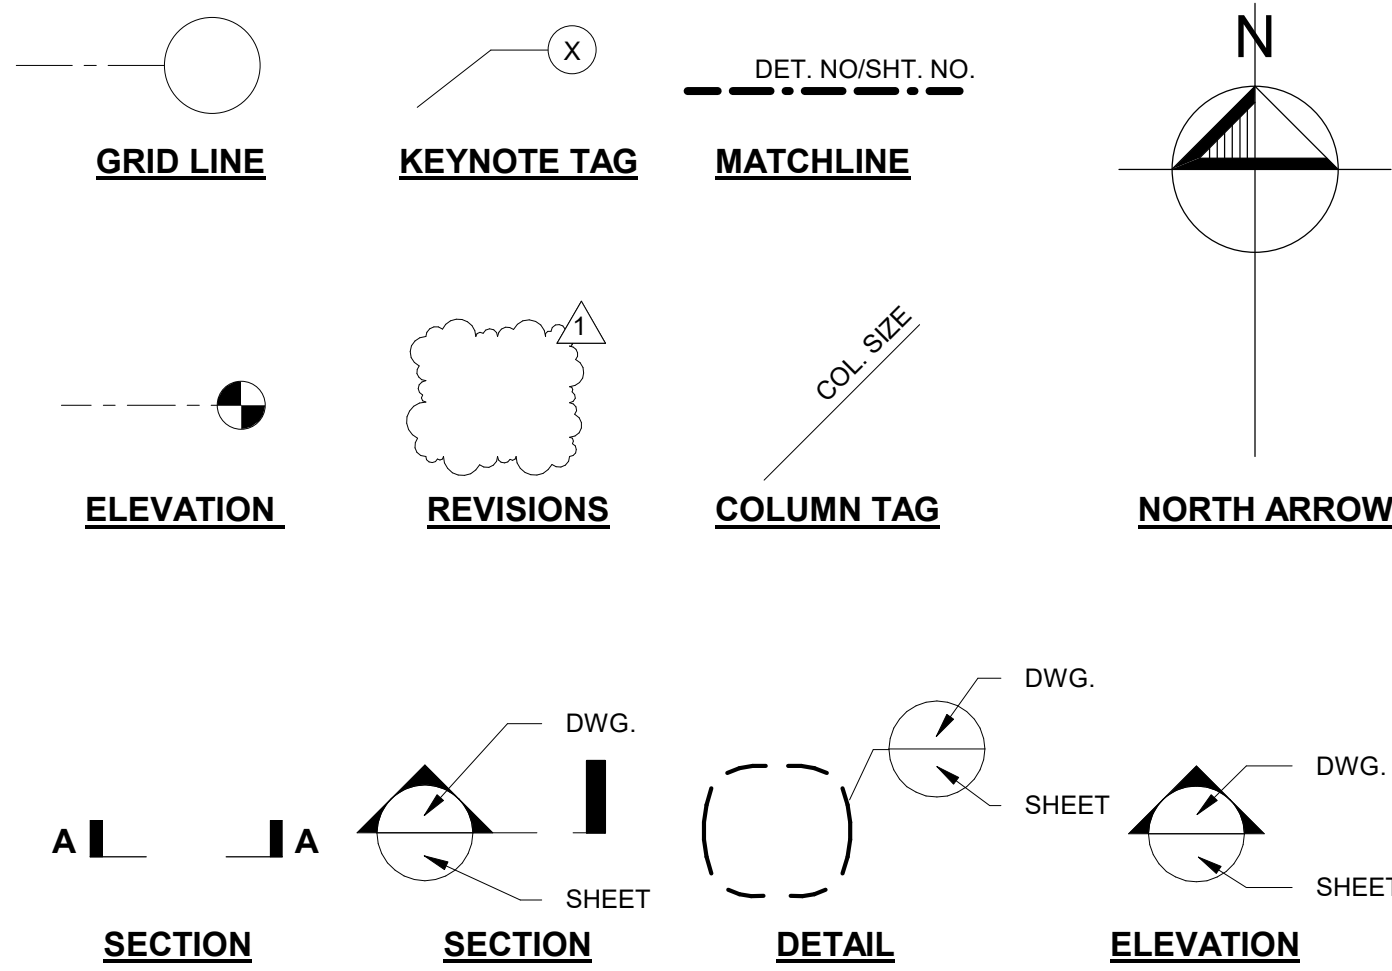 N
X
DET. NO/SHT. NO.
GRID LINE
KEYNOTE TAG
MATCHLINE
1
COL. SIZE
ELEVATION
REVISIONS
COLUMN TAG
NORTH ARROW
DWG.
SHEET
DWG.
SHEET
DWG.
SHEET
A
A
SECTION
SECTION
DETAIL
ELEVATION